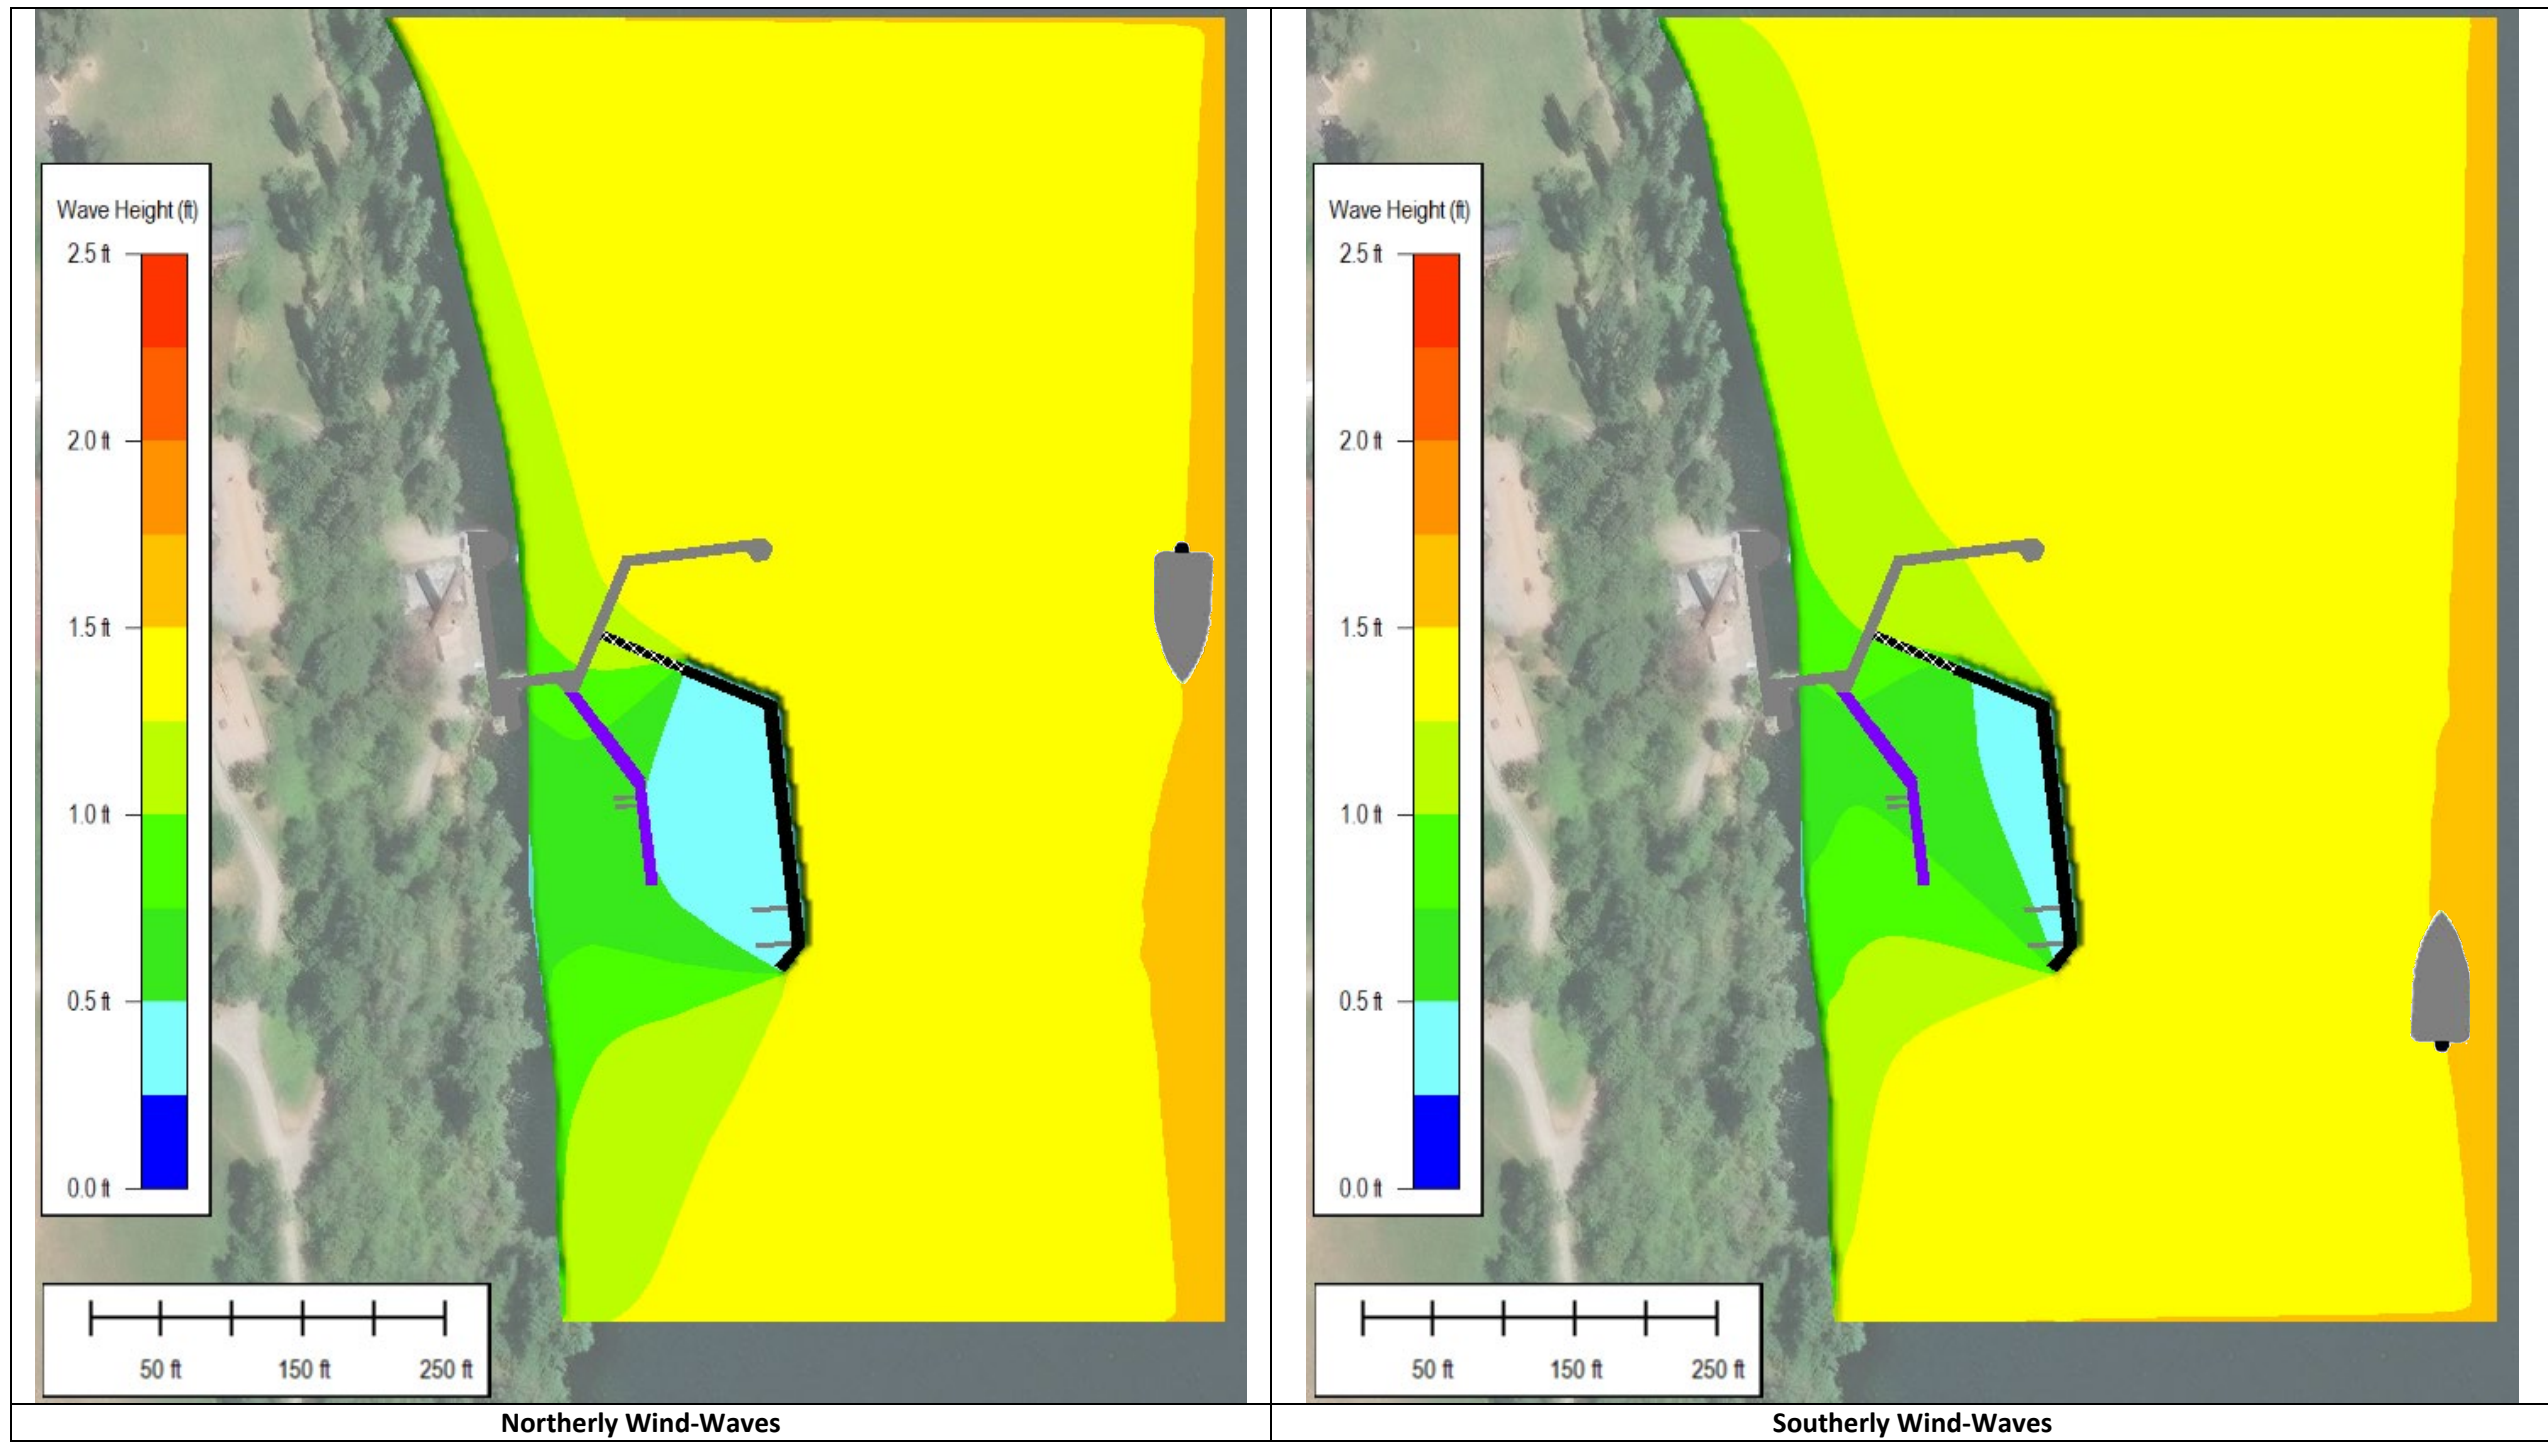 Wave Height (ft)
2.5 ft
2.0 ft
1.5 ft
1.0 ft
0.5 ft
0.0 ft
50 ft 150 ft 250 ft
Northerly Wind-Waves
Wave Height (ft)
2.5 ft
2.0 ft
1.5 ft
1.0 ft
0.5 ft
0.0 ft
50 ft 150 ft 250 ft
Southerly Wind-Waves